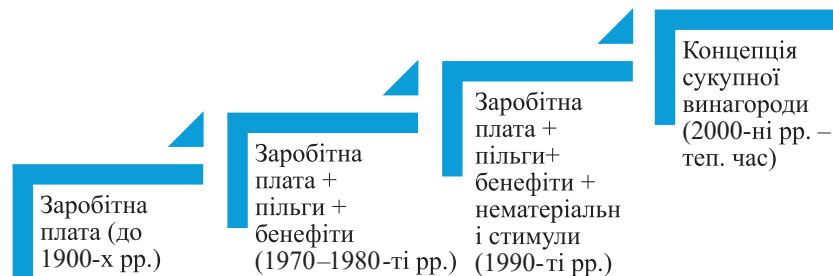 Заробітна
плата (до
1900-х рр.)
Заробітна
плата +
пільги +
бенефіти
(1970–1980-ті рр.)
Заробітна
плата +
пільги+
бенефіти +
нематеріальн
і стимули
(1990-ті рр.)
Концепція
сукупної
винагороди
(2000-ні рр. –
теп. час)